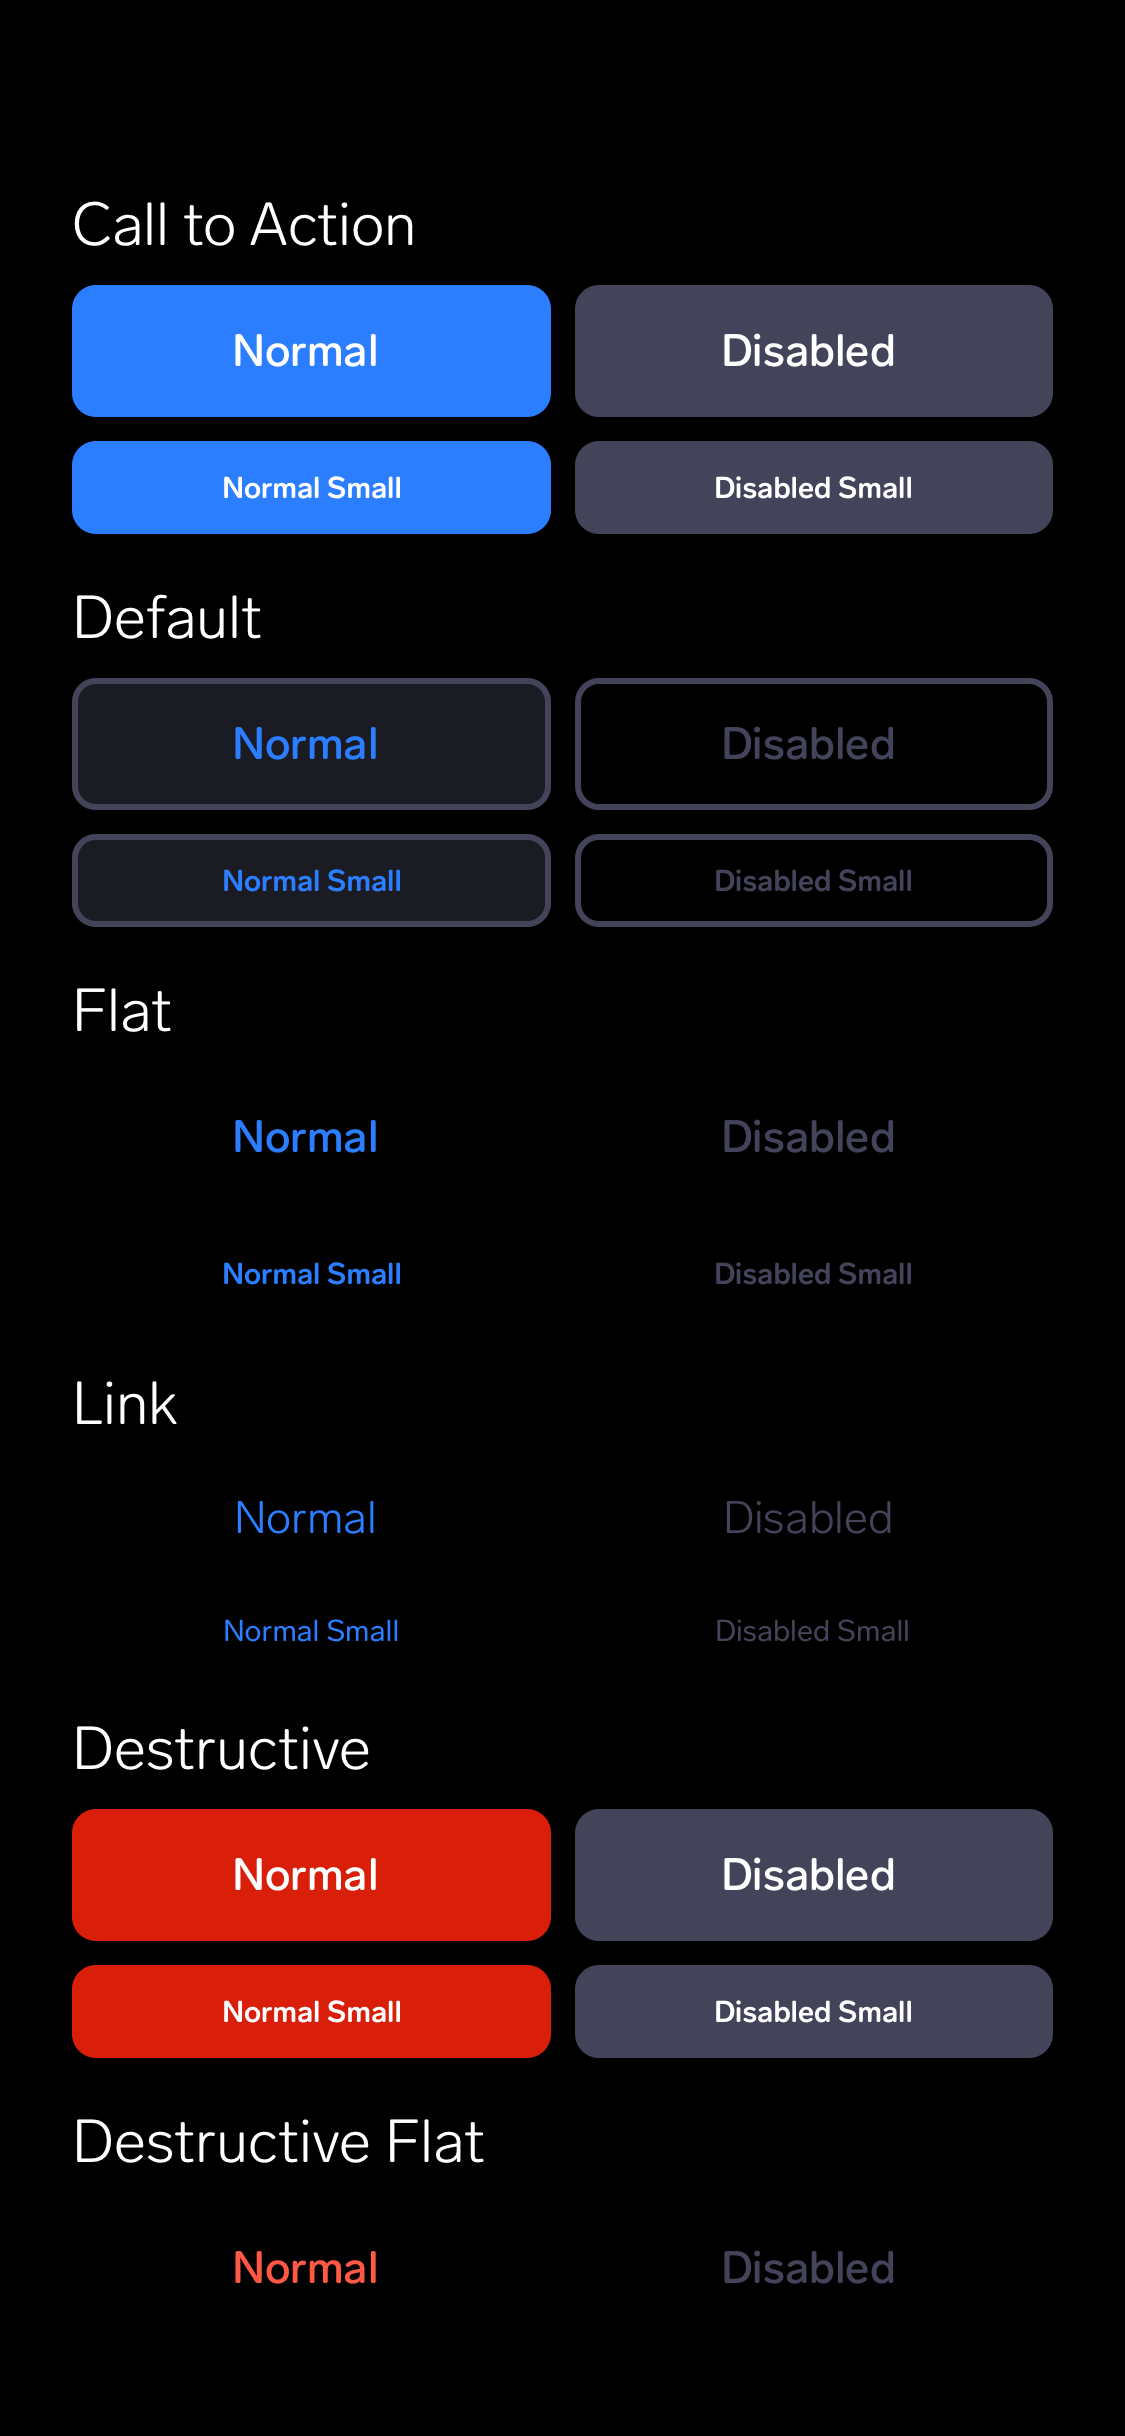 Call to Action
Normal
Disabled
Normal Small
Disabled Small
Default
Normal
Disabled
Normal Small
Disabled Small
Flat
Normal
Disabled
Normal Small
Disabled Small
Link
Normal
Disabled
Normal Small
Disabled Small
Destructive
Normal
Disabled
Normal Small
Disabled Small
Destructive Flat
Normal
Disabled